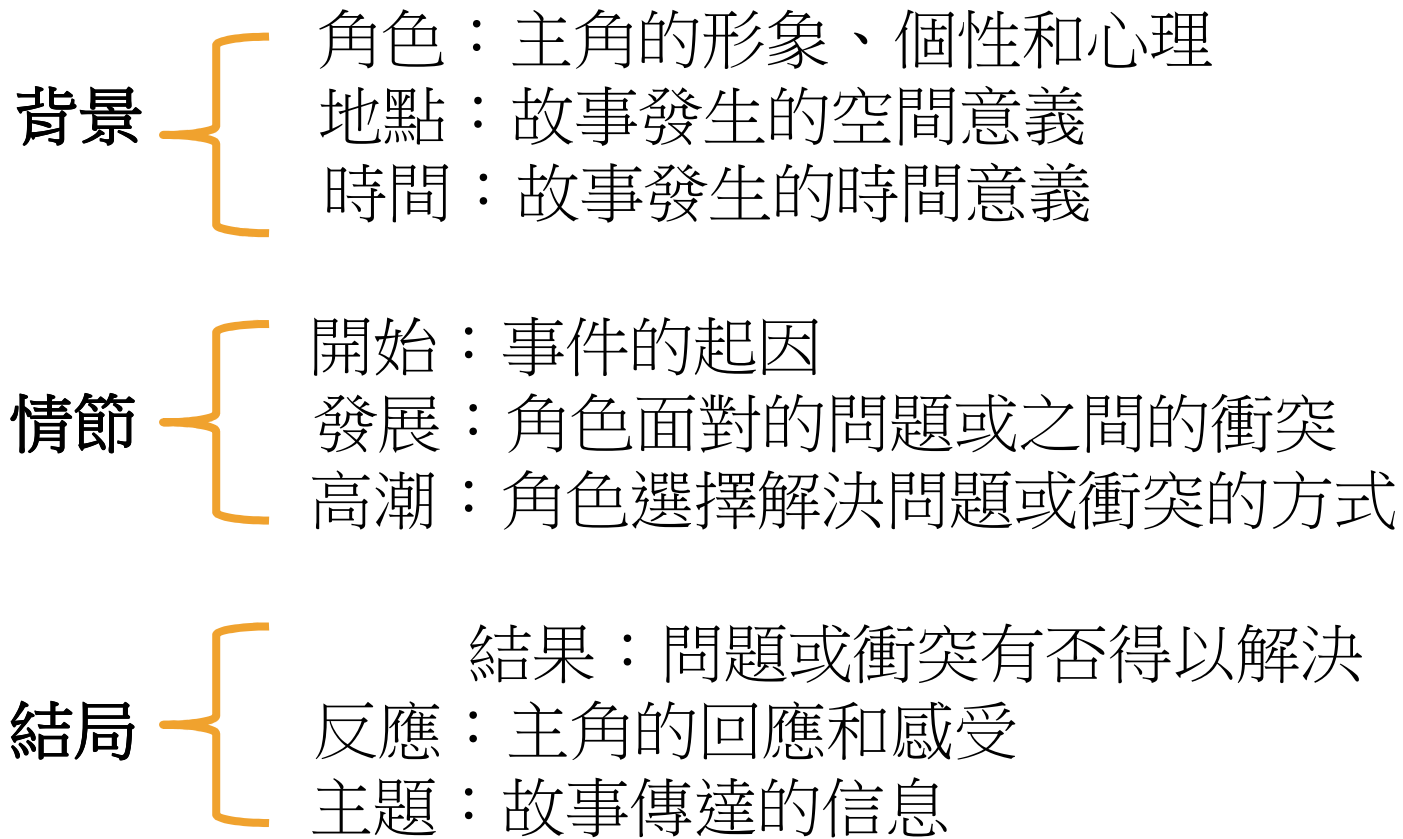 背景
角色：主角的形象、個性和心理
地點：故事發生的空間意義
時間：故事發生的時間意義
情節
開始：事件的起因
發展：角色面對的問題或之間的衝突
高潮：角色選擇解決問題或衝突的方式
結局
結果：問題或衝突有否得以解決
反應：主角的回應和感受
主題：故事傳達的信息